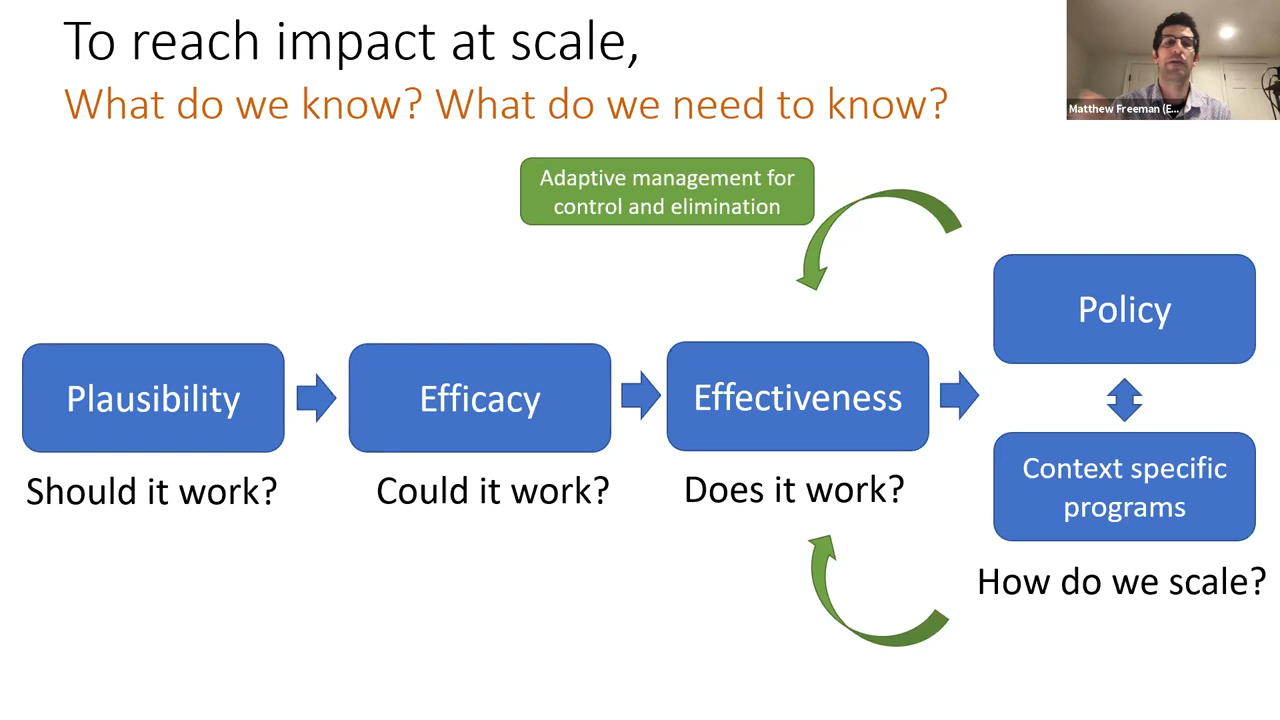 To reach impact at scale,
What do we know? What do we need to know?
Matthew Freeman (E...
Adaptive management for
control and elimination
Policy
Plausibility
Efficacy
Effectiveness
Context specific
programs
Should it work?
Could it work?
Does it work?
How do we scale?